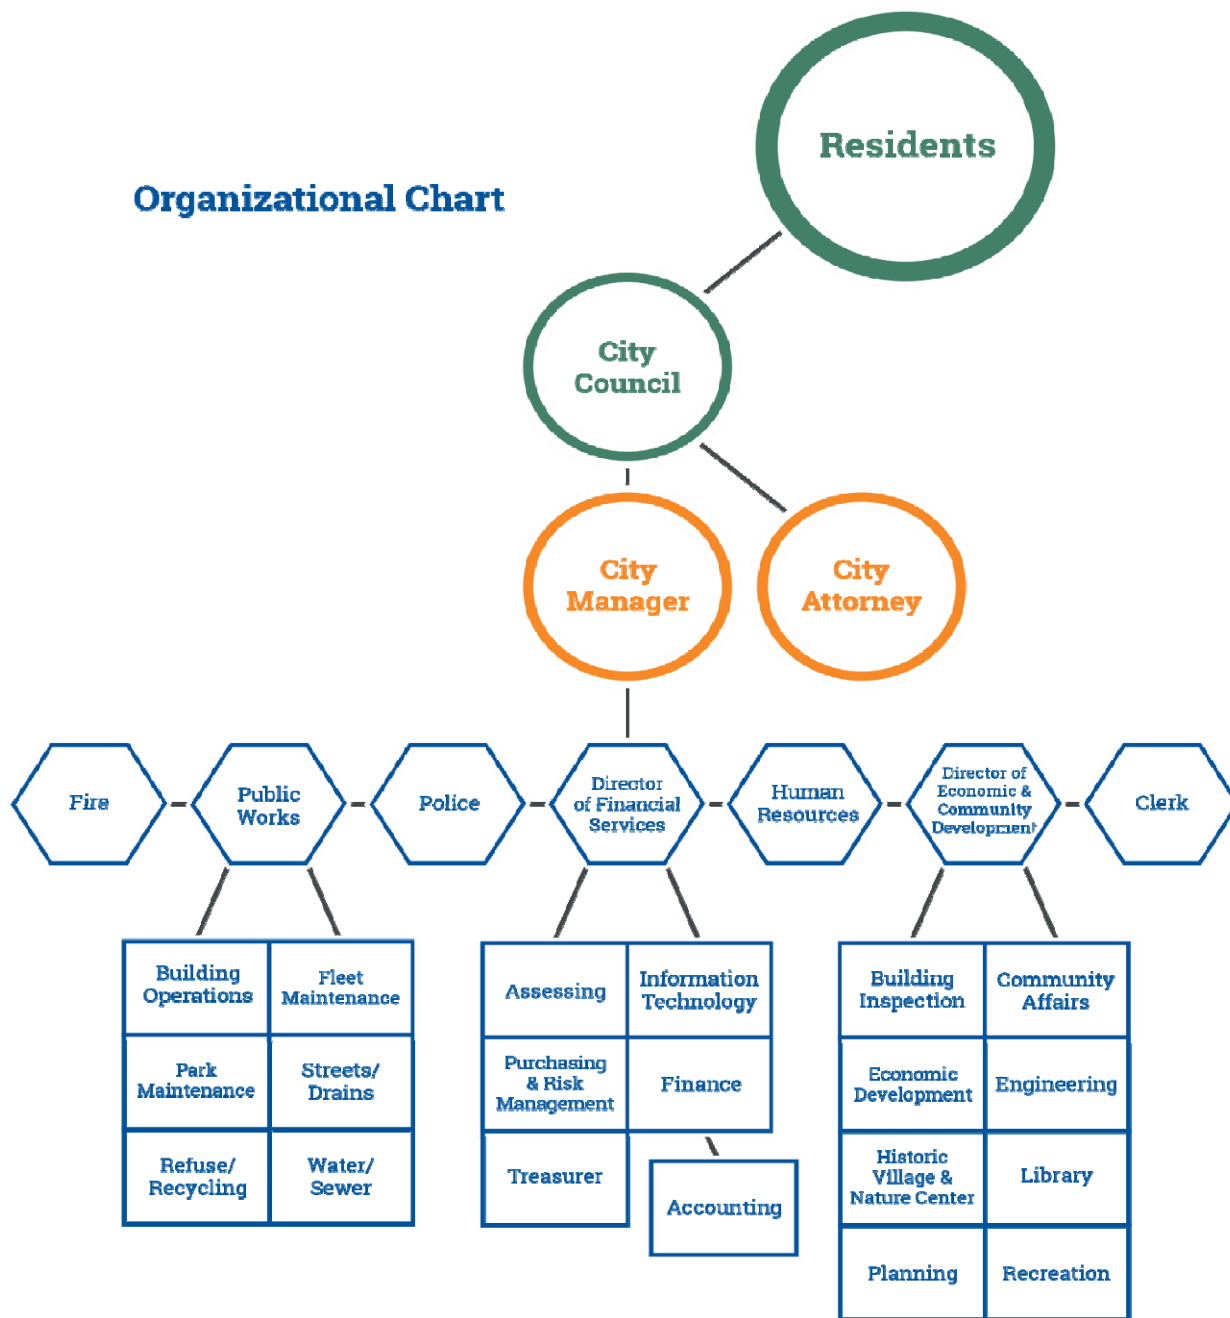 Residents
Organizational Chart
City
Council
City
Manager
City
Attorney
Fire
Public
Works
Police
Director
of Financial
Services
Human
Resources
Director of
Economic &
Community
Development
Clerk
Building
Operations
Fleet
Maintenance
Park
Maintenance
Streets/
Drains
Refuse/
Recycling
Water/
Sewer
Assessing
Information
Technology
Purchasing
& Risk
Management
Finance
Treasurer
Accounting
Building
Inspection
Community
Affairs
Economic
Development
Engineering
Historic
Village &
Nature Center
Library
Planning
Recreation